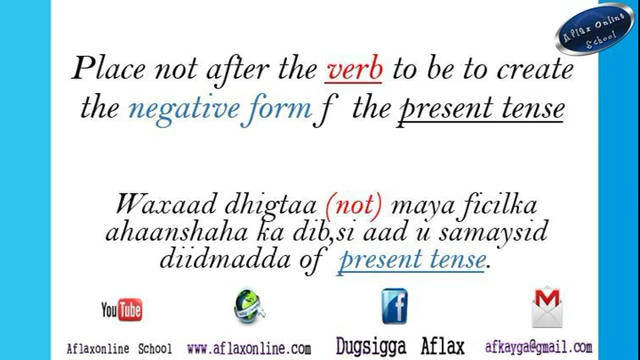 Aflax Online
School
Place not after the verb to be to create
the negative form f the present tense
Waxaad dhigtaa (not) maya ficilka
ahaanshaha ka dib,si aad u samaysid
diidmadda of present tense.
YouTube
f
M
Aflaxonline School www.aflaxonline.com Dugsigga Aflax afkayga@gmail.com